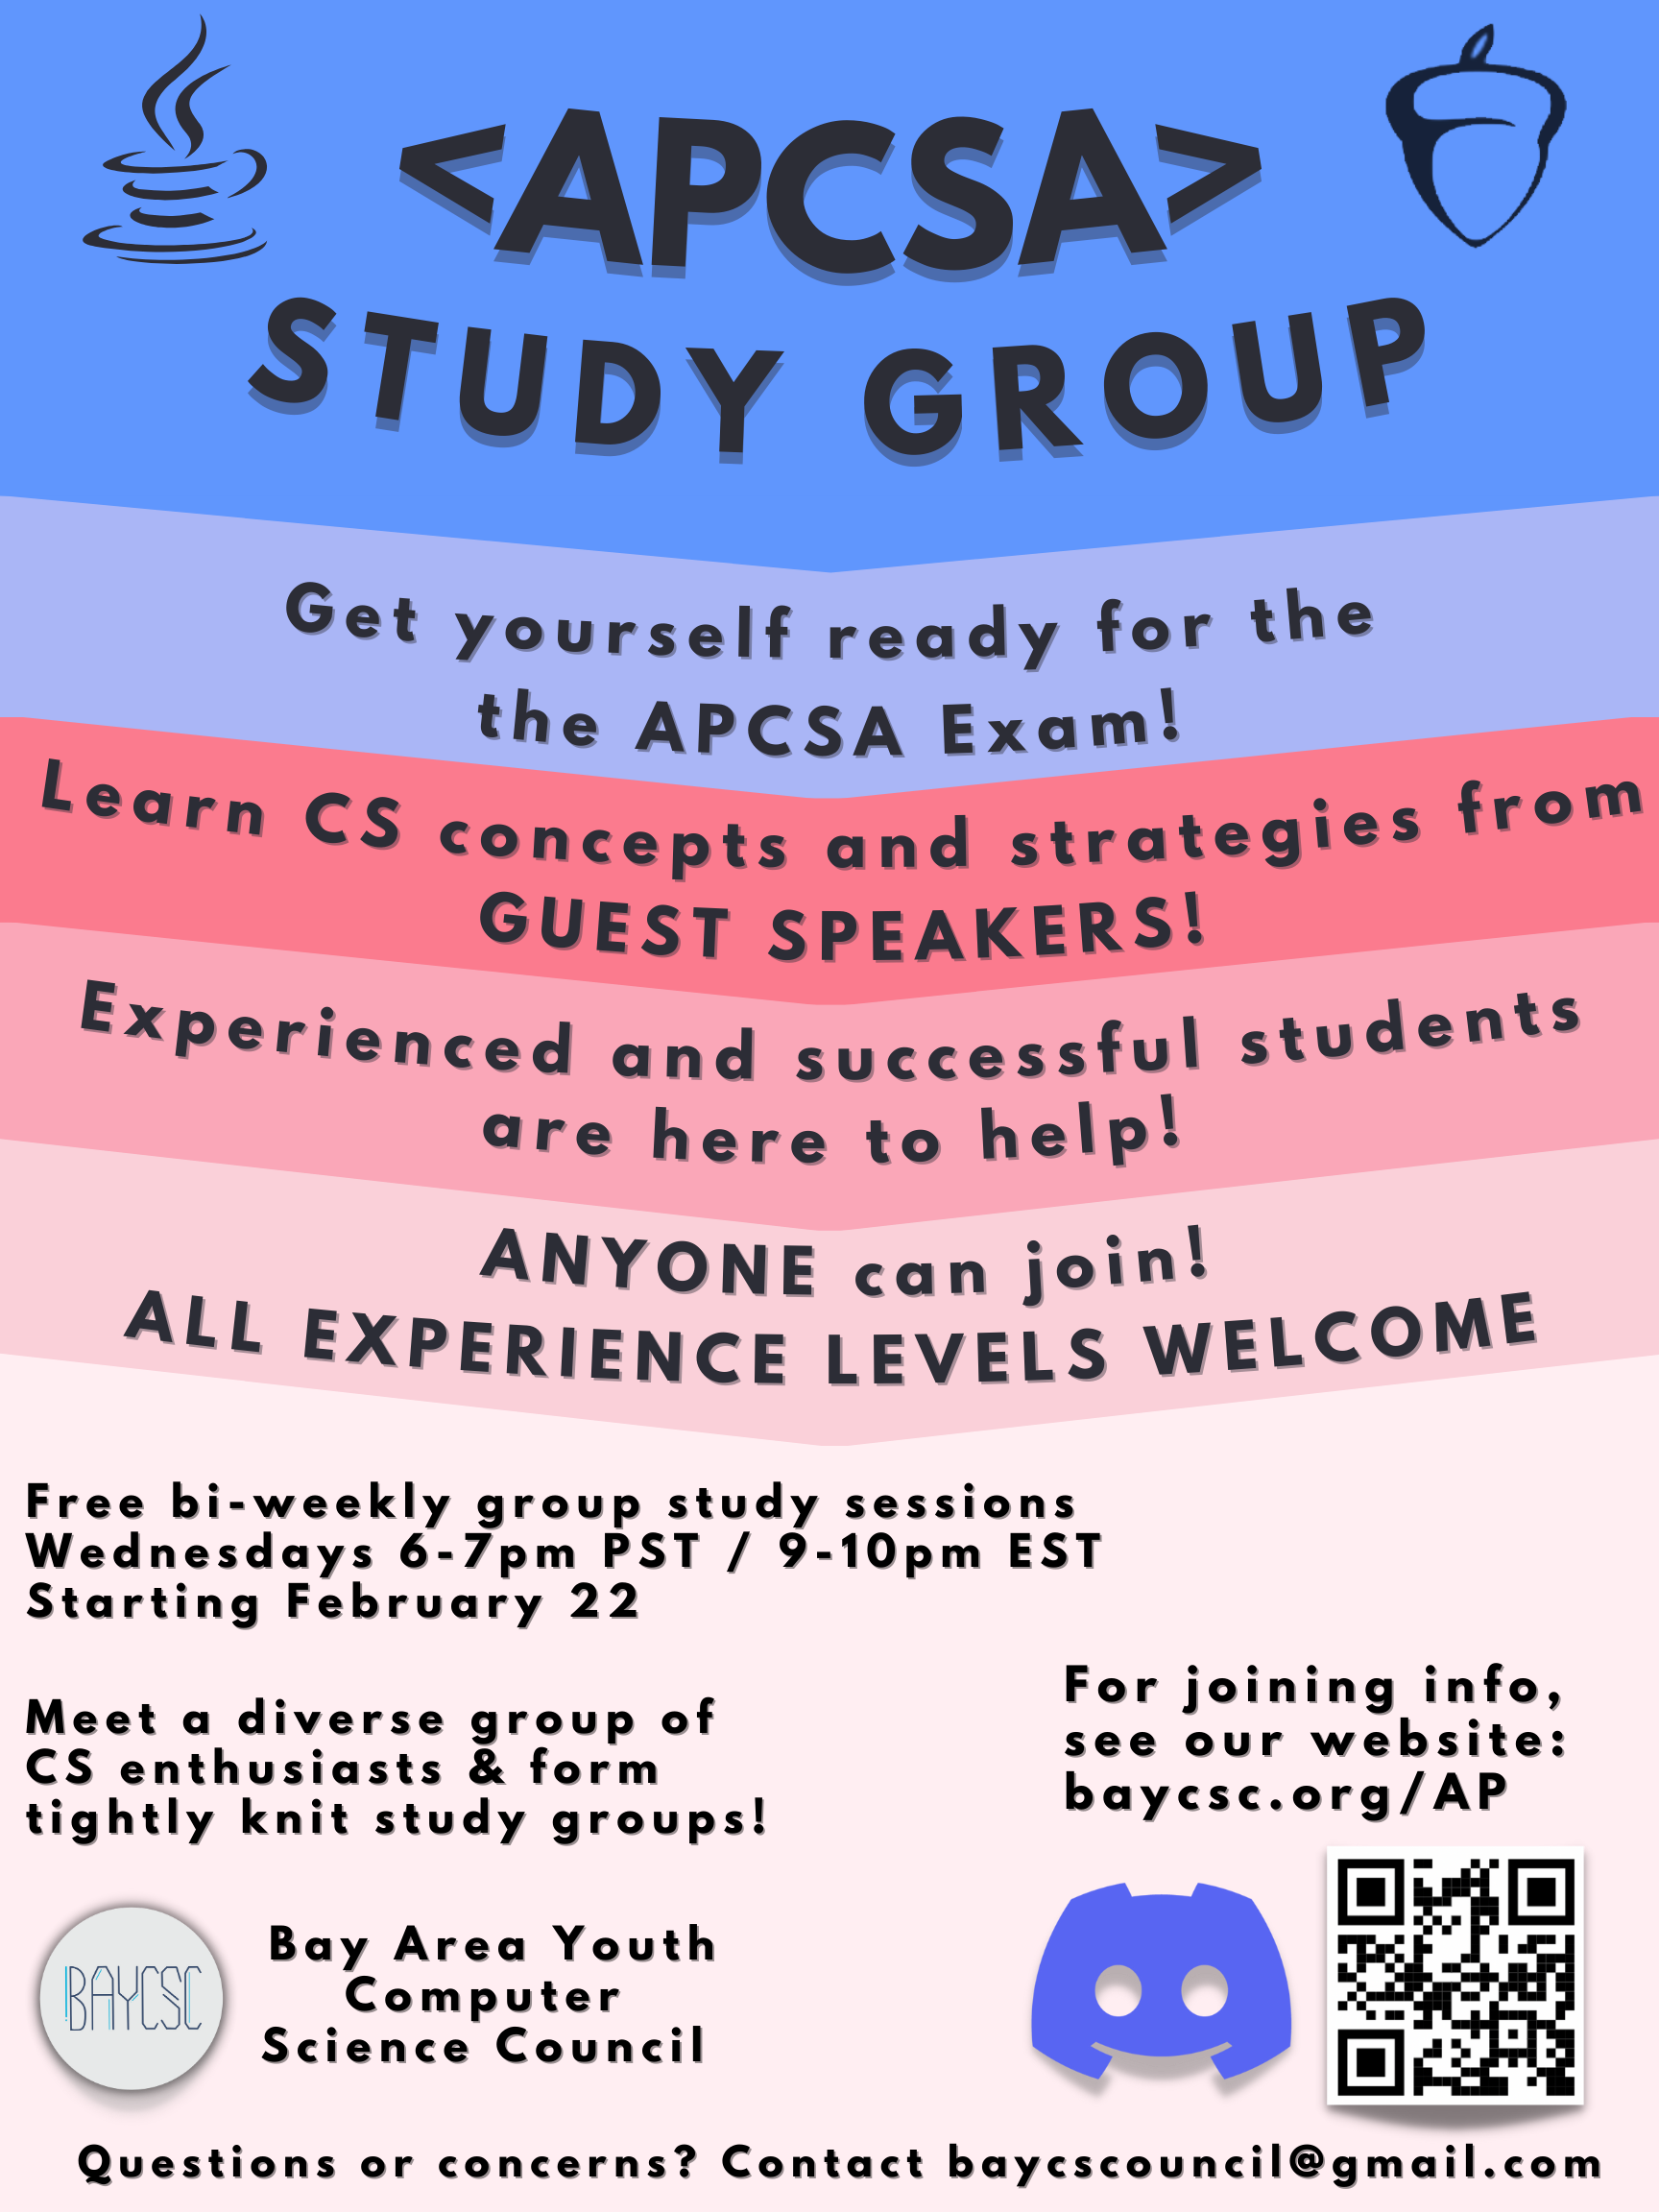 <APCSA>
STUDY GROUP
Get yourself ready for the
the APCSA Exam!
Learn CS concepts and strategies from
GUEST SPEAKERS!
Experienced and successful students
are here to help!
ANYONE can join!
ALL EXPERIENCE LEVELS WELCOME
Free bi-weekly group study sessions
Wednesdays 6-7pm PST / 9-10pm EST
Starting February 22
Meet a diverse group of
CS enthusiasts & form
tightly knit study groups!
For joining info,
see our website:
baycsc.org/AP
BAYCSC
Bay Area Youth
Computer
Science Council
Questions or concerns? Contact baycscouncil@gmail.com